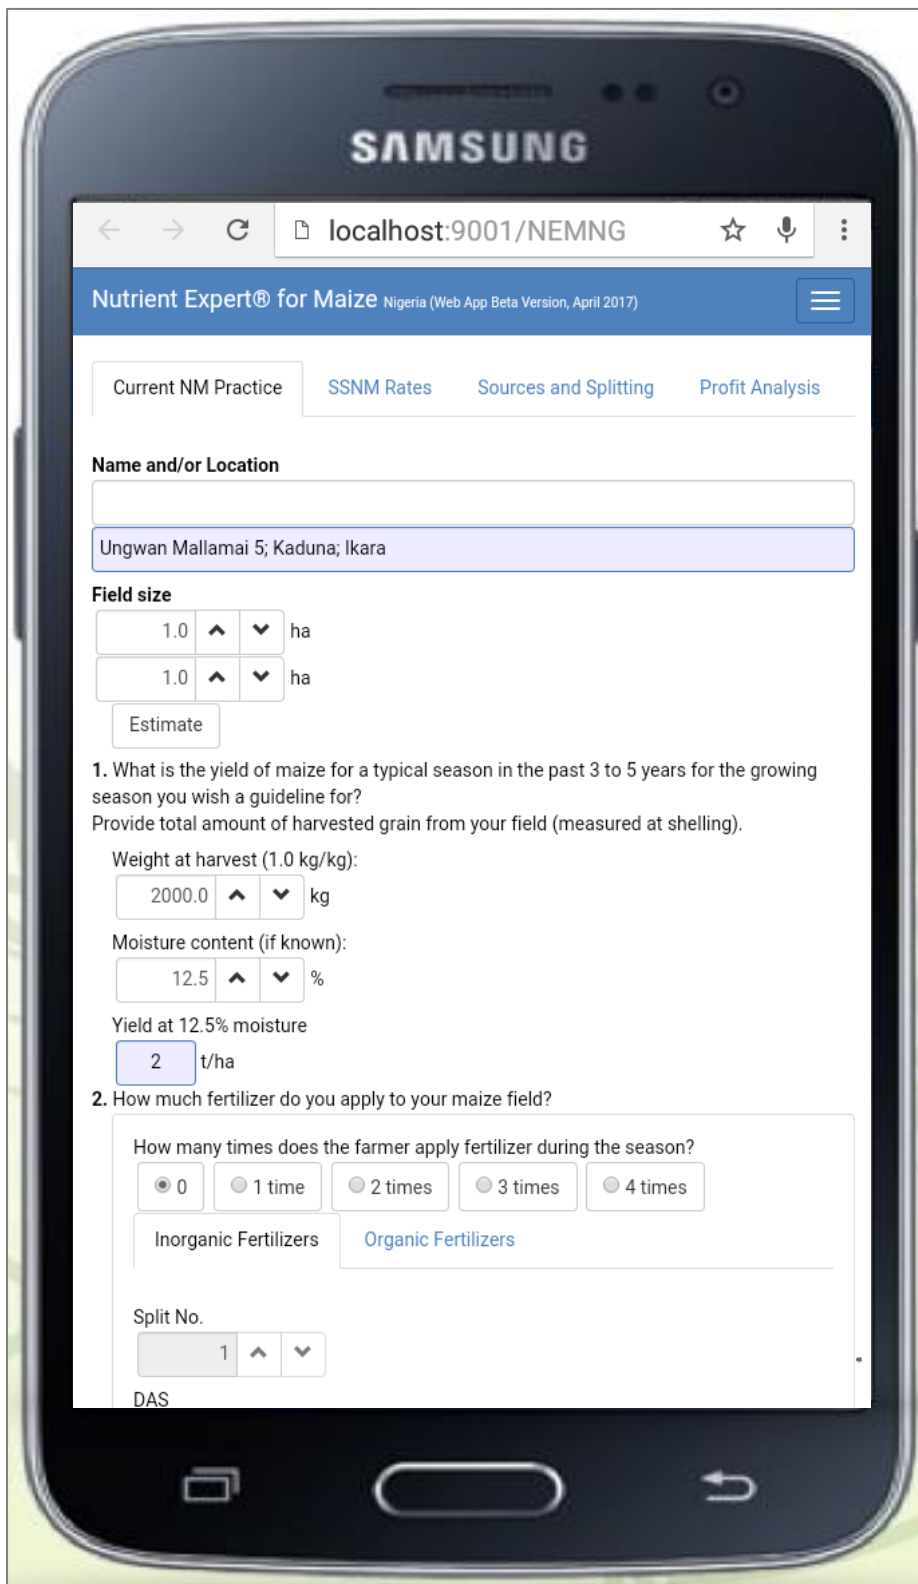 SAMSUNG
localhost:9001/NEMNG
Nutrient Expert® for Maize Nigeria (Web App Beta Version, April 2017)
Current NM Practice SSNM Rates Sources and Splitting Profit Analysis
Name and/or Location
Ungwan Mallamai 5; Kaduna; Ikara
Field size
1.0 ha
1.0 ha
Estimate
1. What is the yield of maize for a typical season in the past 3 to 5 years for the growing
season you wish a guideline for?
Provide total amount of harvested grain from your field (measured at shelling).
Weight at harvest (1.0 kg/kg):
2000.0 kg
Moisture content (if known):
12.5 %
Yield at 12.5% moisture
2 t/ha
2. How much fertilizer do you apply to your maize field?
How many times does the farmer apply fertilizer during the season?
0 1 time 2 times 3 times 4 times
Inorganic Fertilizers Organic Fertilizers
Split No.
1
DAS